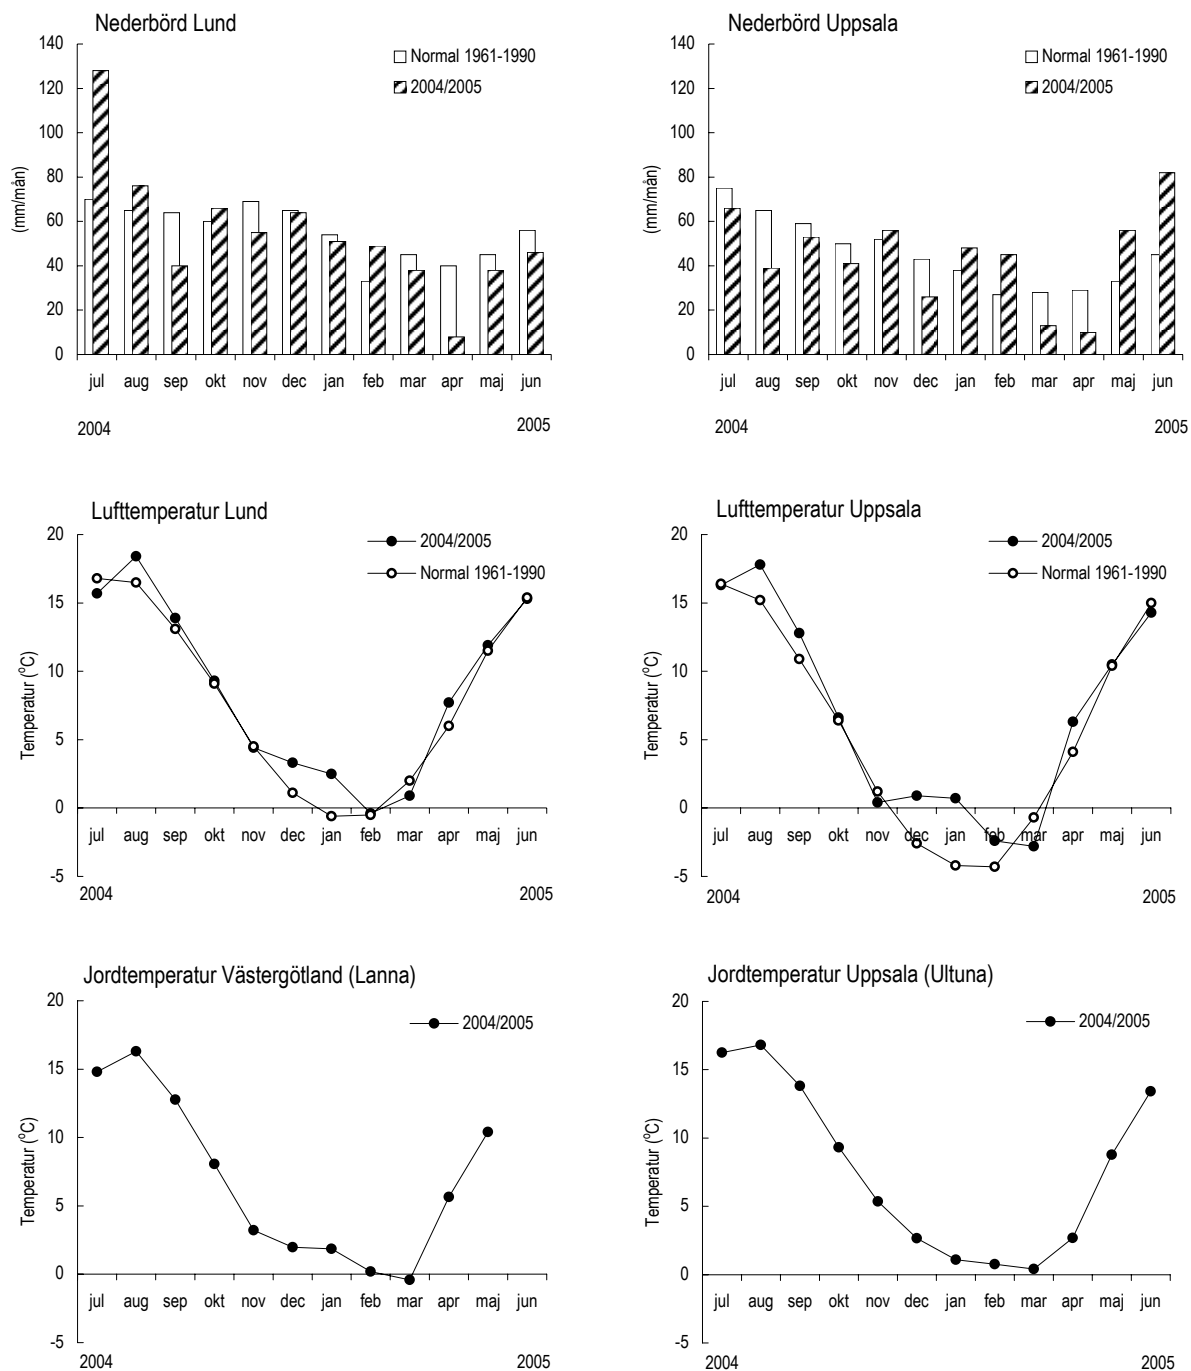 Nederbörd Lund
140
120
100
80
60
40
20
0
(mm/mån)
Normal 1961-1990
2004/2005
jul aug sep okt nov dec jan feb mar apr maj jun
2004 2005
Nederbörd Uppsala
140
120
100
80
60
40
20
0
(mm/mån)
Normal 1961-1990
2004/2005
jul aug sep okt nov dec jan feb mar apr maj jun
2004 2005
Lufttemperatur Lund
20
15
10
5
0
-5
Temperatur (°C)
2004/2005
Normal 1961-1990
jul aug sep okt nov dec jan feb mar apr maj jun
2004 2005
Lufttemperatur Uppsala
20
15
10
5
0
-5
Temperatur (°C)
2004/2005
Normal 1961-1990
jul aug sep okt nov dec jan feb mar apr maj jun
2004 2005
Jordtemperatur Västergötland (Lanna)
20
15
10
5
0
-5
Temperatur (°C)
2004/2005
jul aug sep okt nov dec jan feb mar apr maj jun
2004 2005
Jordtemperatur Uppsala (Ultuna)
20
15
10
5
0
-5
Temperatur (°C)
2004/2005
jul aug sep okt nov dec jan feb mar apr maj jun
2004 2005